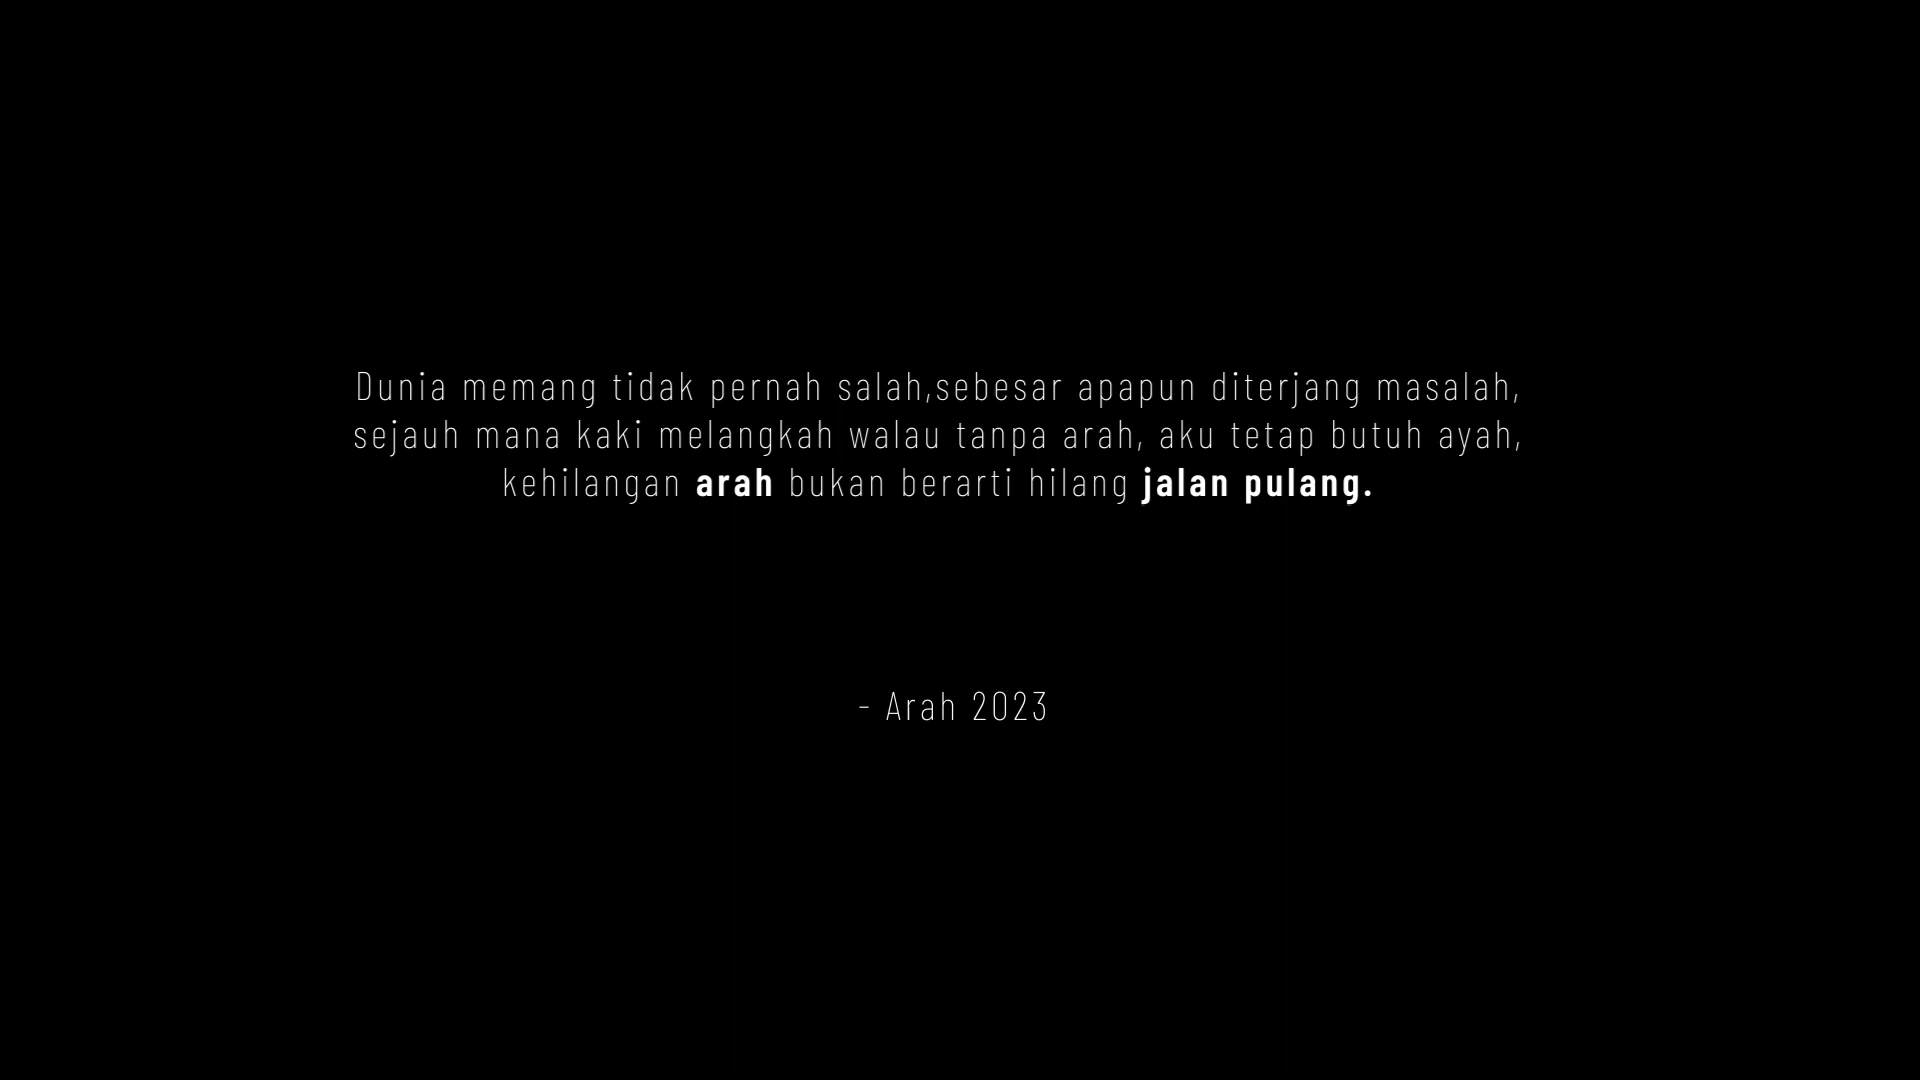 Dunia memang tidak pernah salah,sebesar apapun diterjang masalah,
sejauh mana kaki melangkah walau tanpa arah, aku tetap butuh ayah,
kehilangan arah bukan berarti hilang jalan pulang.
- Arah 2023